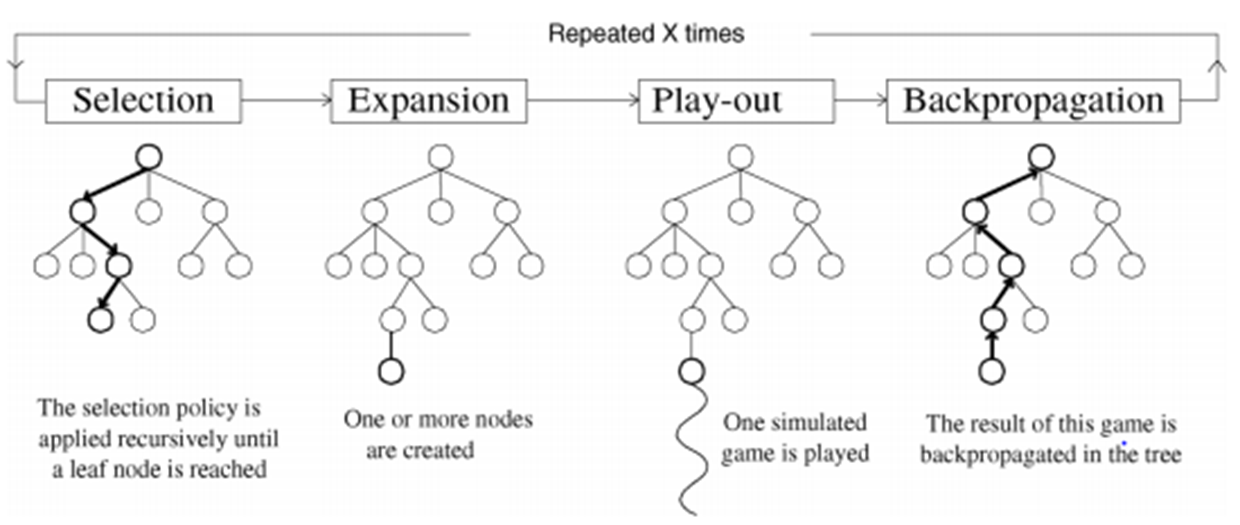 Repeated X times
Selection
Expansion
Play-out
Backpropagation
The selection policy is
applied recursively until
a leaf node is reached
One or more nodes
are created
One simulated
game is played
The result of this game is
backpropagated in the tree